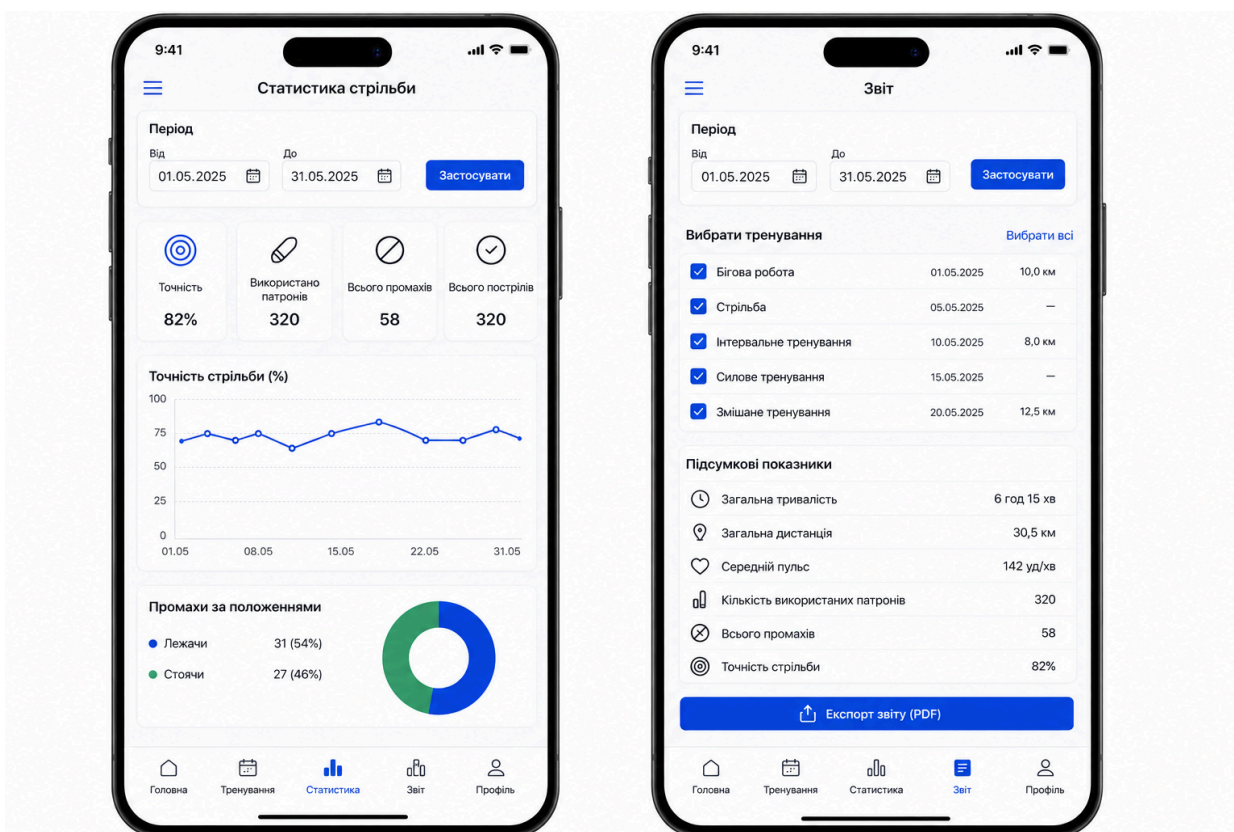 9:41
Статистика стрільби
Період
Від До
01.05.2025 31.05.2025 Застосувати
Точність
82%
Використано
патронів
320
Всього промахів
58
Всього пострілів
320
Точність стрільби (%)
100
75
50
25
0
01.05 08.05 15.05 22.05 31.05
Промахи за положеннями
Лежачи 31 (54%)
Стоячи 27 (46%)
Головна Тренування Статистика Звіт Профіль
9:41
Звіт
Період
Від До
01.05.2025 31.05.2025 Застосувати
Вибрати тренування Вибрати всі
Бігова робота 01.05.2025 10,0 км
Стрільба 05.05.2025 —
Інтервальне тренування 10.05.2025 8,0 км
Силове тренування 15.05.2025 —
Змішане тренування 20.05.2025 12,5 км
Підсумкові показники
Загальна тривалість 6 год 15 хв
Загальна дистанція 30,5 км
Середній пульс 142 уд/хв
Кількість використаних патронів 320
Всього промахів 58
Точність стрільби 82%
Експорт звіту (PDF)
Головна Тренування Статистика Звіт Профіль